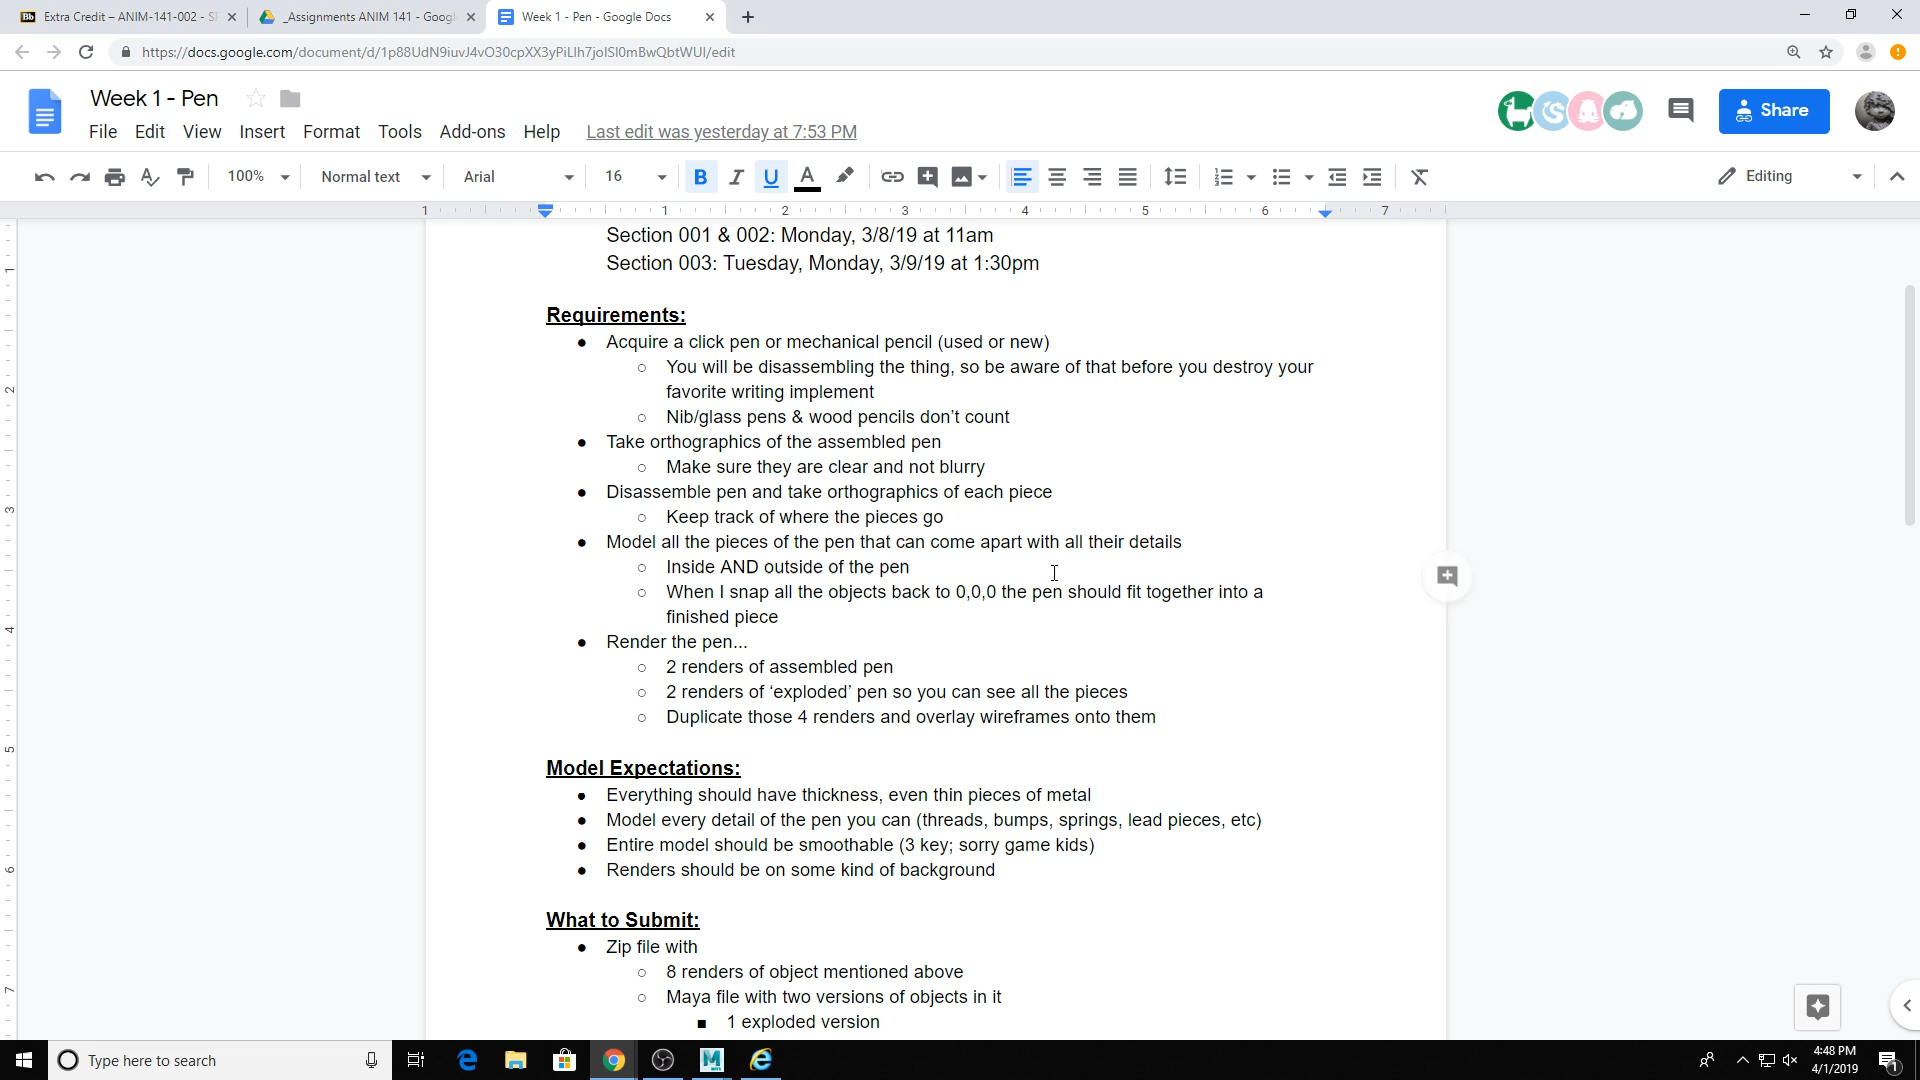 Extra Credit – ANIM-141-002 - SP
_Assignments ANIM 141 - Googl
Week 1 - Pen - Google Docs
https://docs.google.com/document/d/1p88UdN9iuvJ4vO30cpXX3yPiLlh7jolSl0mBwQbtWUI/edit
Week 1 - Pen
File Edit View Insert Format Tools Add-ons Help Last edit was yesterday at 7:53 PM
Share
100% Normal text Arial 16 Editing
Section 001 & 002: Monday, 3/8/19 at 11am
Section 003: Tuesday, Monday, 3/9/19 at 1:30pm
Requirements:
● Acquire a click pen or mechanical pencil (used or new)
○ You will be disassembling the thing, so be aware of that before you destroy your
favorite writing implement
○ Nib/glass pens & wood pencils don’t count
● Take orthographics of the assembled pen
○ Make sure they are clear and not blurry
● Disassemble pen and take orthographics of each piece
○ Keep track of where the pieces go
● Model all the pieces of the pen that can come apart with all their details
○ Inside AND outside of the pen
○ When I snap all the objects back to 0,0,0 the pen should fit together into a
finished piece
● Render the pen...
○ 2 renders of assembled pen
○ 2 renders of ‘exploded’ pen so you can see all the pieces
○ Duplicate those 4 renders and overlay wireframes onto them
Model Expectations:
● Everything should have thickness, even thin pieces of metal
● Model every detail of the pen you can (threads, bumps, springs, lead pieces, etc)
● Entire model should be smoothable (3 key; sorry game kids)
● Renders should be on some kind of background
What to Submit:
● Zip file with
○ 8 renders of object mentioned above
○ Maya file with two versions of objects in it
■ 1 exploded version
Type here to search
4:48 PM
4/1/2019